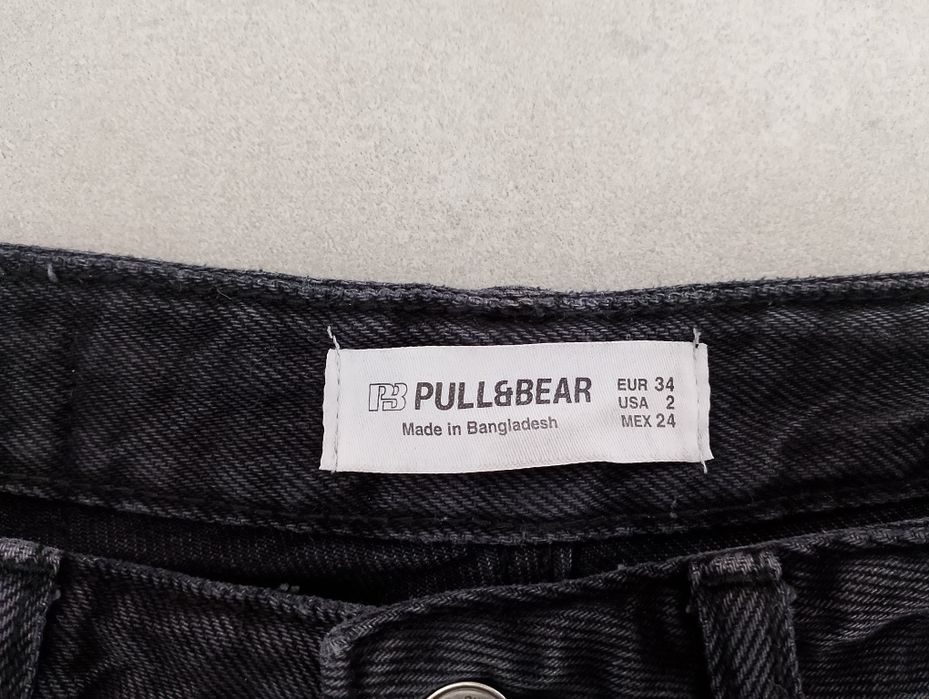 PB PULL&BEAR
Made in Bangladesh
EUR 34
USA 2
MEX 24